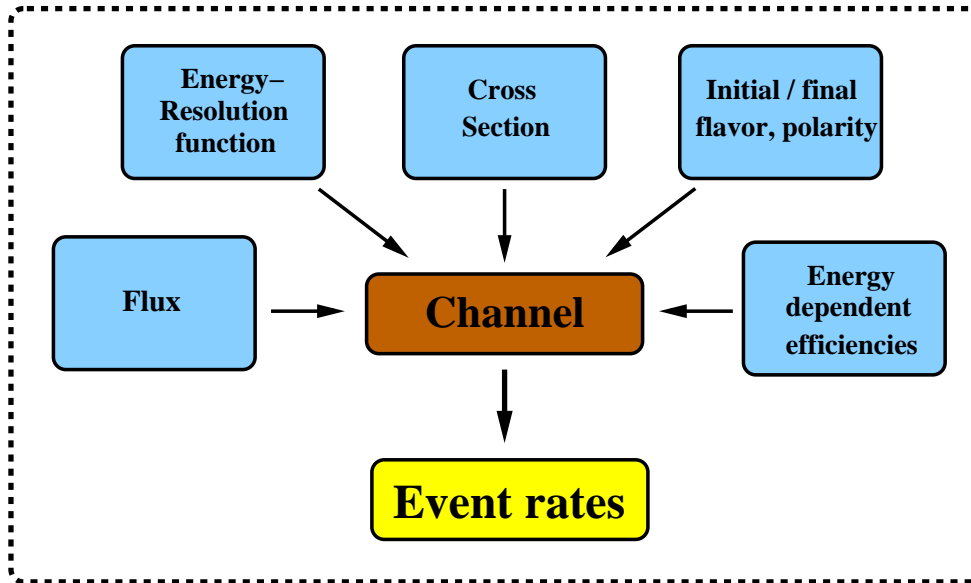 Energy–
Resolution
function
Cross
Section
Initial / final
flavor, polarity
Flux
Channel
Energy
dependent
efficiencies
Event rates